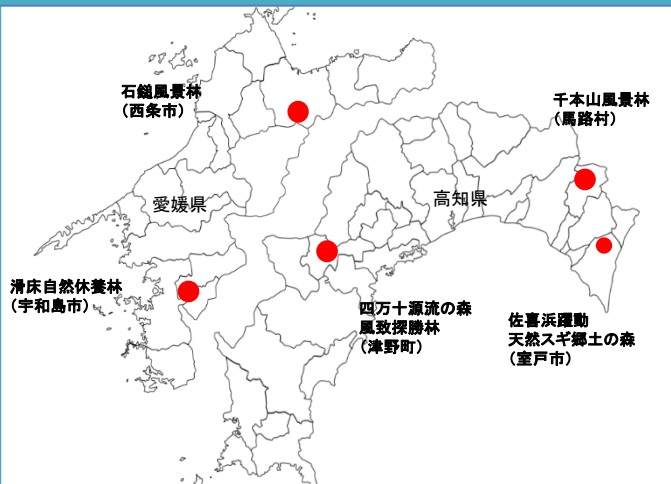 石鎚風景林
（西条市）
千本山風景林
（馬路村）
愛媛県
高知県
滑床自然休養林
（宇和島市）
四万十源流の森
風致探勝林
（津野町）
佐喜浜躍動
天然スギ郷土の森
（室戸市）